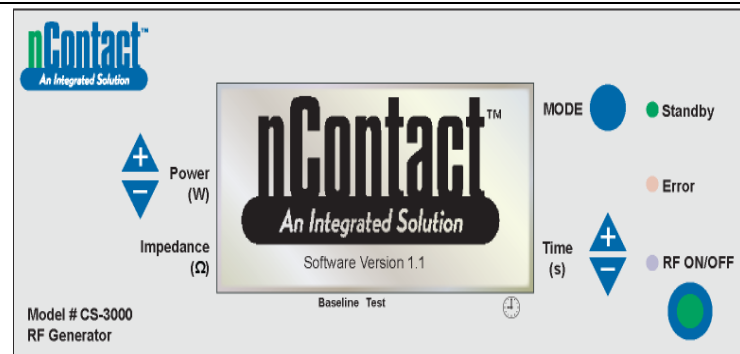 nContact™
An Integrated Solution
+
−
Power
(W)
Impedance
(Ω)
Model # CS-3000
RF Generator
nContact™
An Integrated Solution
Software Version 1.1
Baseline Test
MODE
Standby
Error
Time
(s)
+
−
RF ON/OFF